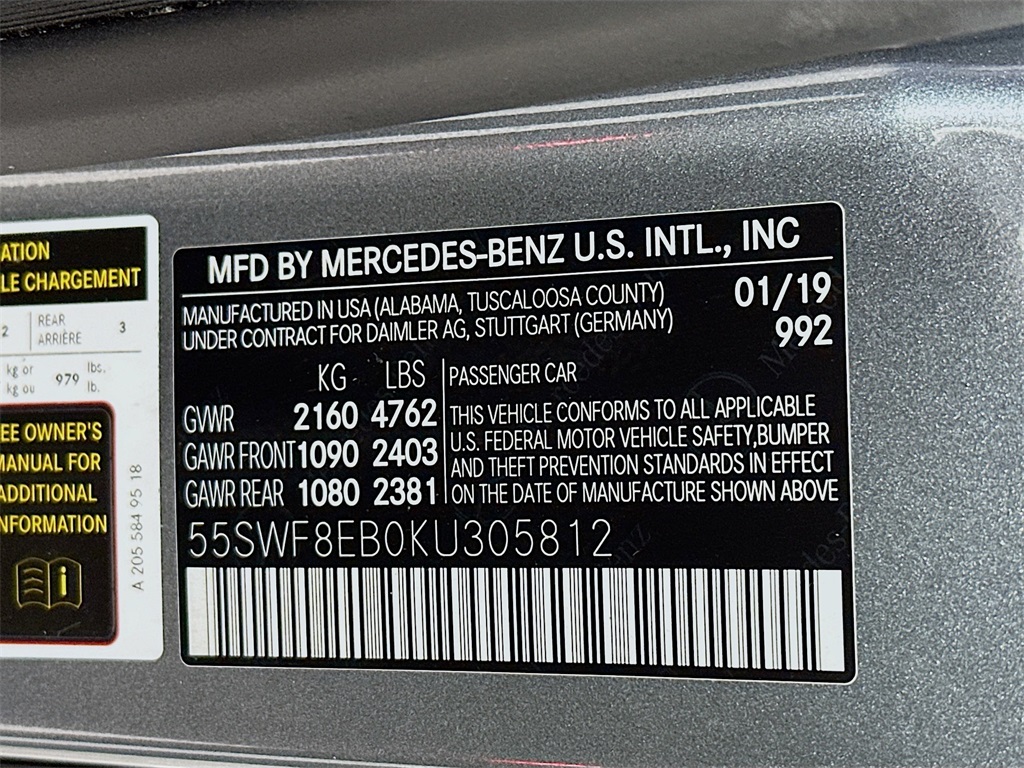 ATION
LE CHARGEMENT
2 REAR ARRIÈRE 3
kg or kg ou 979 lbs. lb.
EE OWNER'S
MANUAL FOR
ADDITIONAL
NFORMATION
A 205 584 95 18
MFD BY MERCEDES-BENZ U.S. INTL., INC
MANUFACTURED IN USA (ALABAMA, TUSCALOOSA COUNTY)
UNDER CONTRACT FOR DAIMLER AG, STUTTGART (GERMANY)
01/19
992
KG LBS
GVWR 2160 4762
GAWR FRONT 1090 2403
GAWR REAR 1080 2381
PASSENGER CAR
THIS VEHICLE CONFORMS TO ALL APPLICABLE
U.S. FEDERAL MOTOR VEHICLE SAFETY,BUMPER
AND THEFT PREVENTION STANDARDS IN EFFECT
ON THE DATE OF MANUFACTURE SHOWN ABOVE
55SWF8EB0KU305812